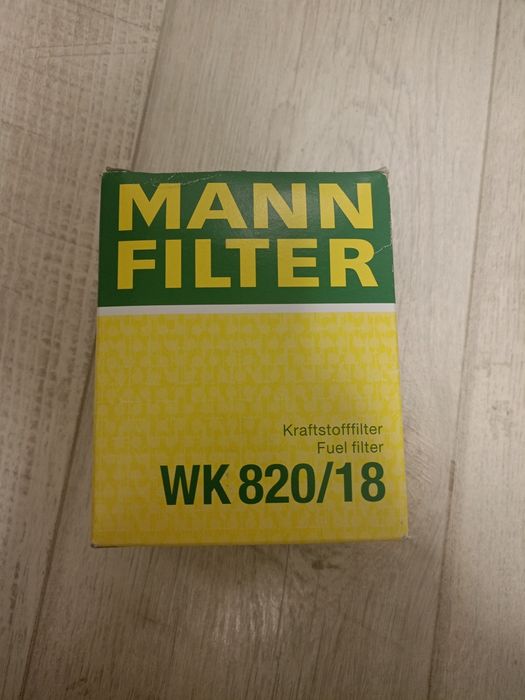 MANN
FILTER
Kraftstofffilter
Fuel filter
WK 820/18